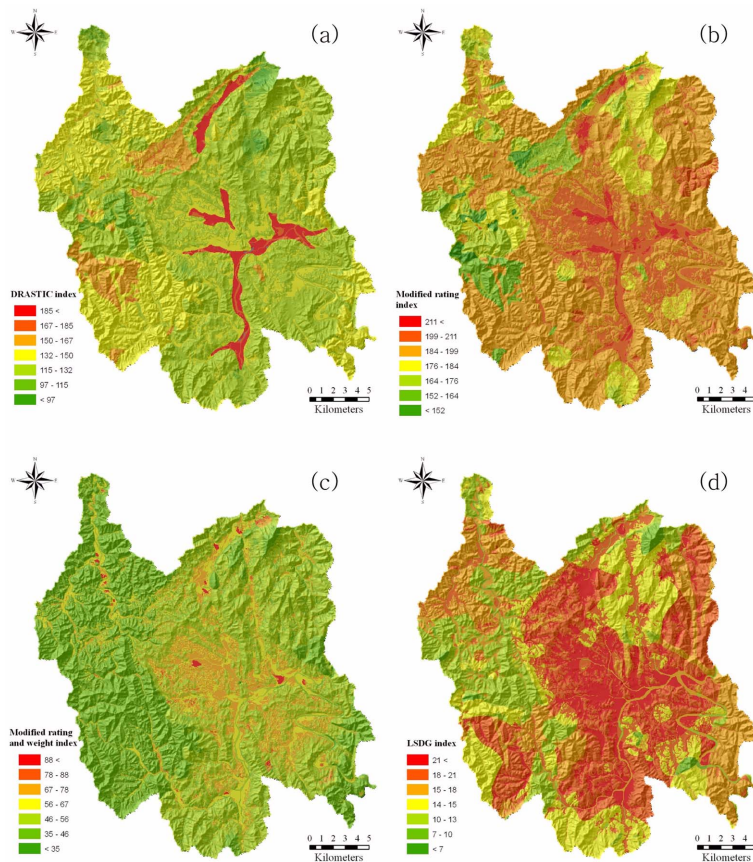 N
W
E
S
(a)
DRASTIC index
185 <
167 - 185
150 - 167
132 - 150
115 - 132
97 - 115
< 97
0 1 2 3 4 5
Kilometers
N
W
E
S
(b)
Modified rating
index
211 <
199 - 211
184 - 199
176 - 184
164 - 176
152 - 164
< 152
0 1 2 3 4
Kilometers
N
W
E
S
(c)
Modified rating
and weight index
88 <
78 - 88
67 - 78
56 - 67
46 - 56
35 - 46
< 35
0 1 2 3 4 5
Kilometers
N
W
E
S
(d)
LSDG index
21 <
18 - 21
15 - 18
14 - 15
10 - 13
7 - 10
< 7
0 1 2 3 4
Kilometers